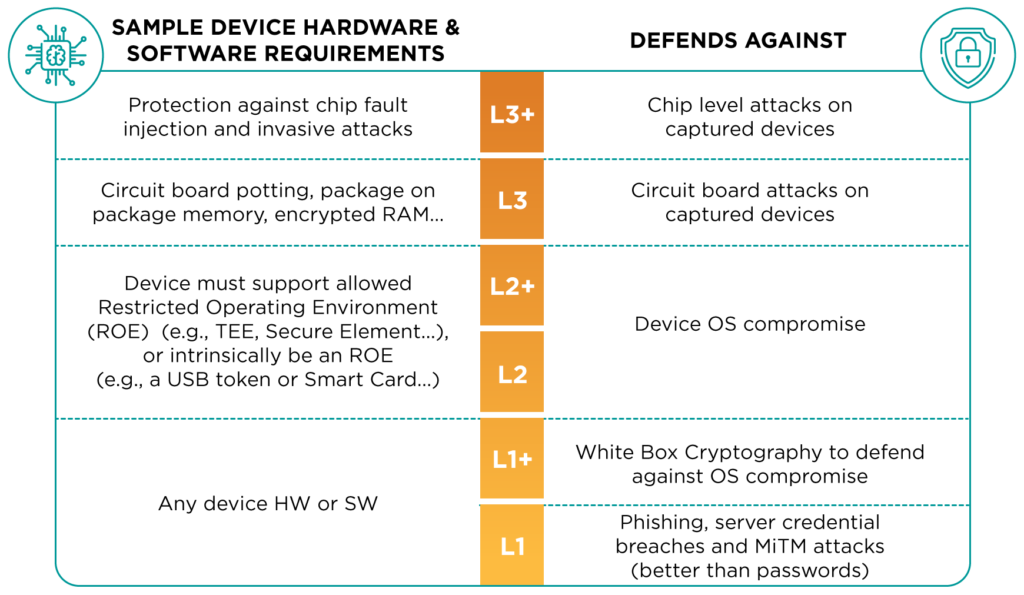 SAMPLE DEVICE HARDWARE &
SOFTWARE REQUIREMENTS
DEFENDS AGAINST
Protection against chip fault
injection and invasive attacks
L3+
Chip level attacks on
captured devices
Circuit board potting, package on
package memory, encrypted RAM...
L3
Circuit board attacks on
captured devices
Device must support allowed
Restricted Operating Environment
(ROE) (e.g., TEE, Secure Element...),
or intrinsically be an ROE
(e.g., a USB token or Smart Card...)
L2+
L2
Device OS compromise
Any device HW or SW
L1+
White Box Cryptography to defend
against OS compromise
L1
Phishing, server credential
breaches and MiTM attacks
(better than passwords)